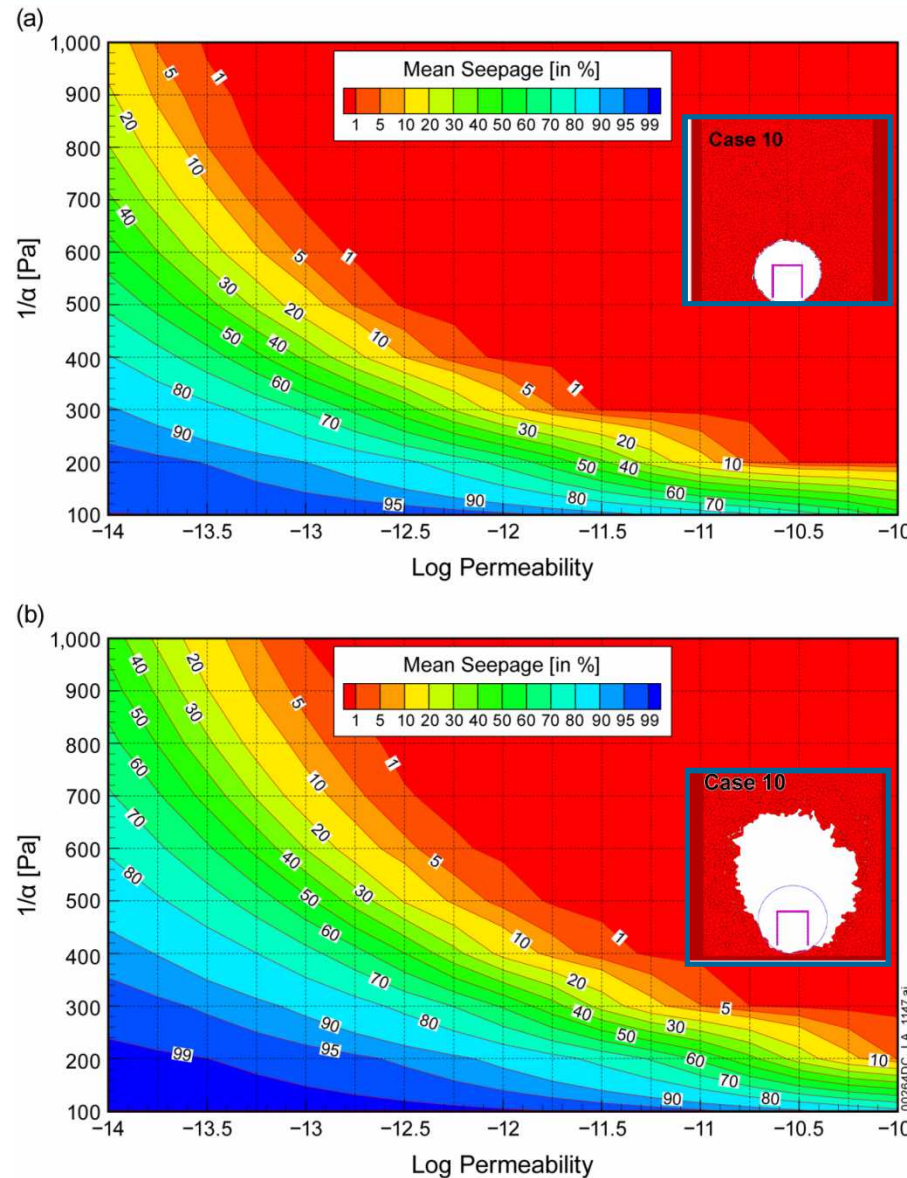 (a)
1,000
900
800
700
600
500
400
300
200
100
1/α [Pa]
Mean Seepage [in %]
1 5 10 20 30 40 50 60 70 80 90 95 99
Case 10
5 1
20
10
40
5 1
30
20
50 40 10
60
80
5 1
70
30
20
90
50 40 10
60
95 90 80 70
−14 −13.5 −13 −12.5 −12 −11.5 −11 −10.5 −10
Log Permeability
(b)
1,000
900
800
700
600
500
400
300
200
100
1/α [Pa]
Mean Seepage [in %]
1 5 10 20 30 40 50 60 70 80 90 95 99
Case 10
40 20
50 30 5
60 1
10
70 20
40 5
80
50 30
60 10 1
70 20
5
40
90 80 30
50
99 95 60 10
70
90 80
−14 −13.5 −13 −12.5 −12 −11.5 −11 −10.5 −10
Log Permeability
00264DC_LA_1147.ai